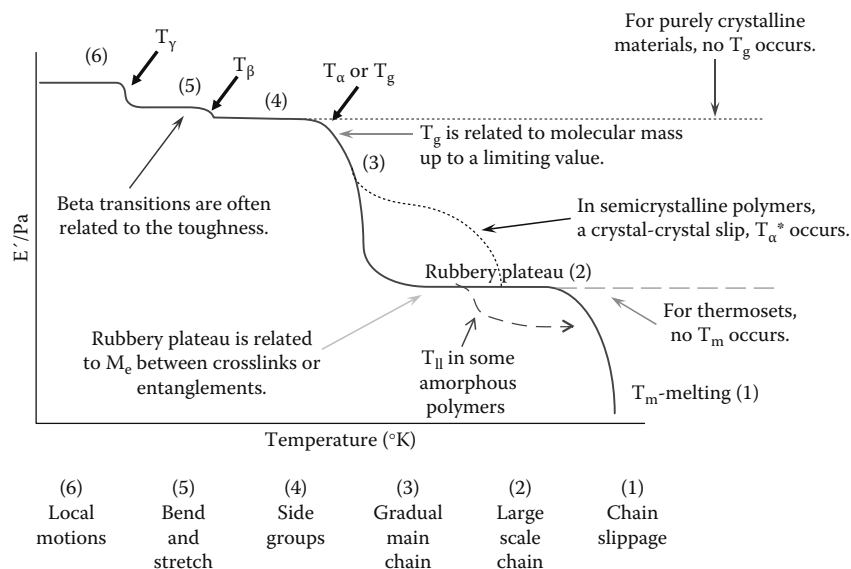 For purely crystalline
materials, no Tg occurs.
(6)
Tγ
(5)
Tβ
(4)
Tα or Tg
Tg is related to molecular mass
up to a limiting value.
(3)
Beta transitions are often
related to the toughness.
In semicrystalline polymers,
a crystal-crystal slip, Tα* occurs.
E′/Pa
Rubbery plateau (2)
For thermosets,
no Tm occurs.
Rubbery plateau is related
to Me between crosslinks or
entanglements.
Tll in some
amorphous
polymers
Tm-melting (1)
Temperature (°K)
(6)
Local
motions
(5)
Bend
and
stretch
(4)
Side
groups
(3)
Gradual
main
chain
(2)
Large
scale
chain
(1)
Chain
slippage